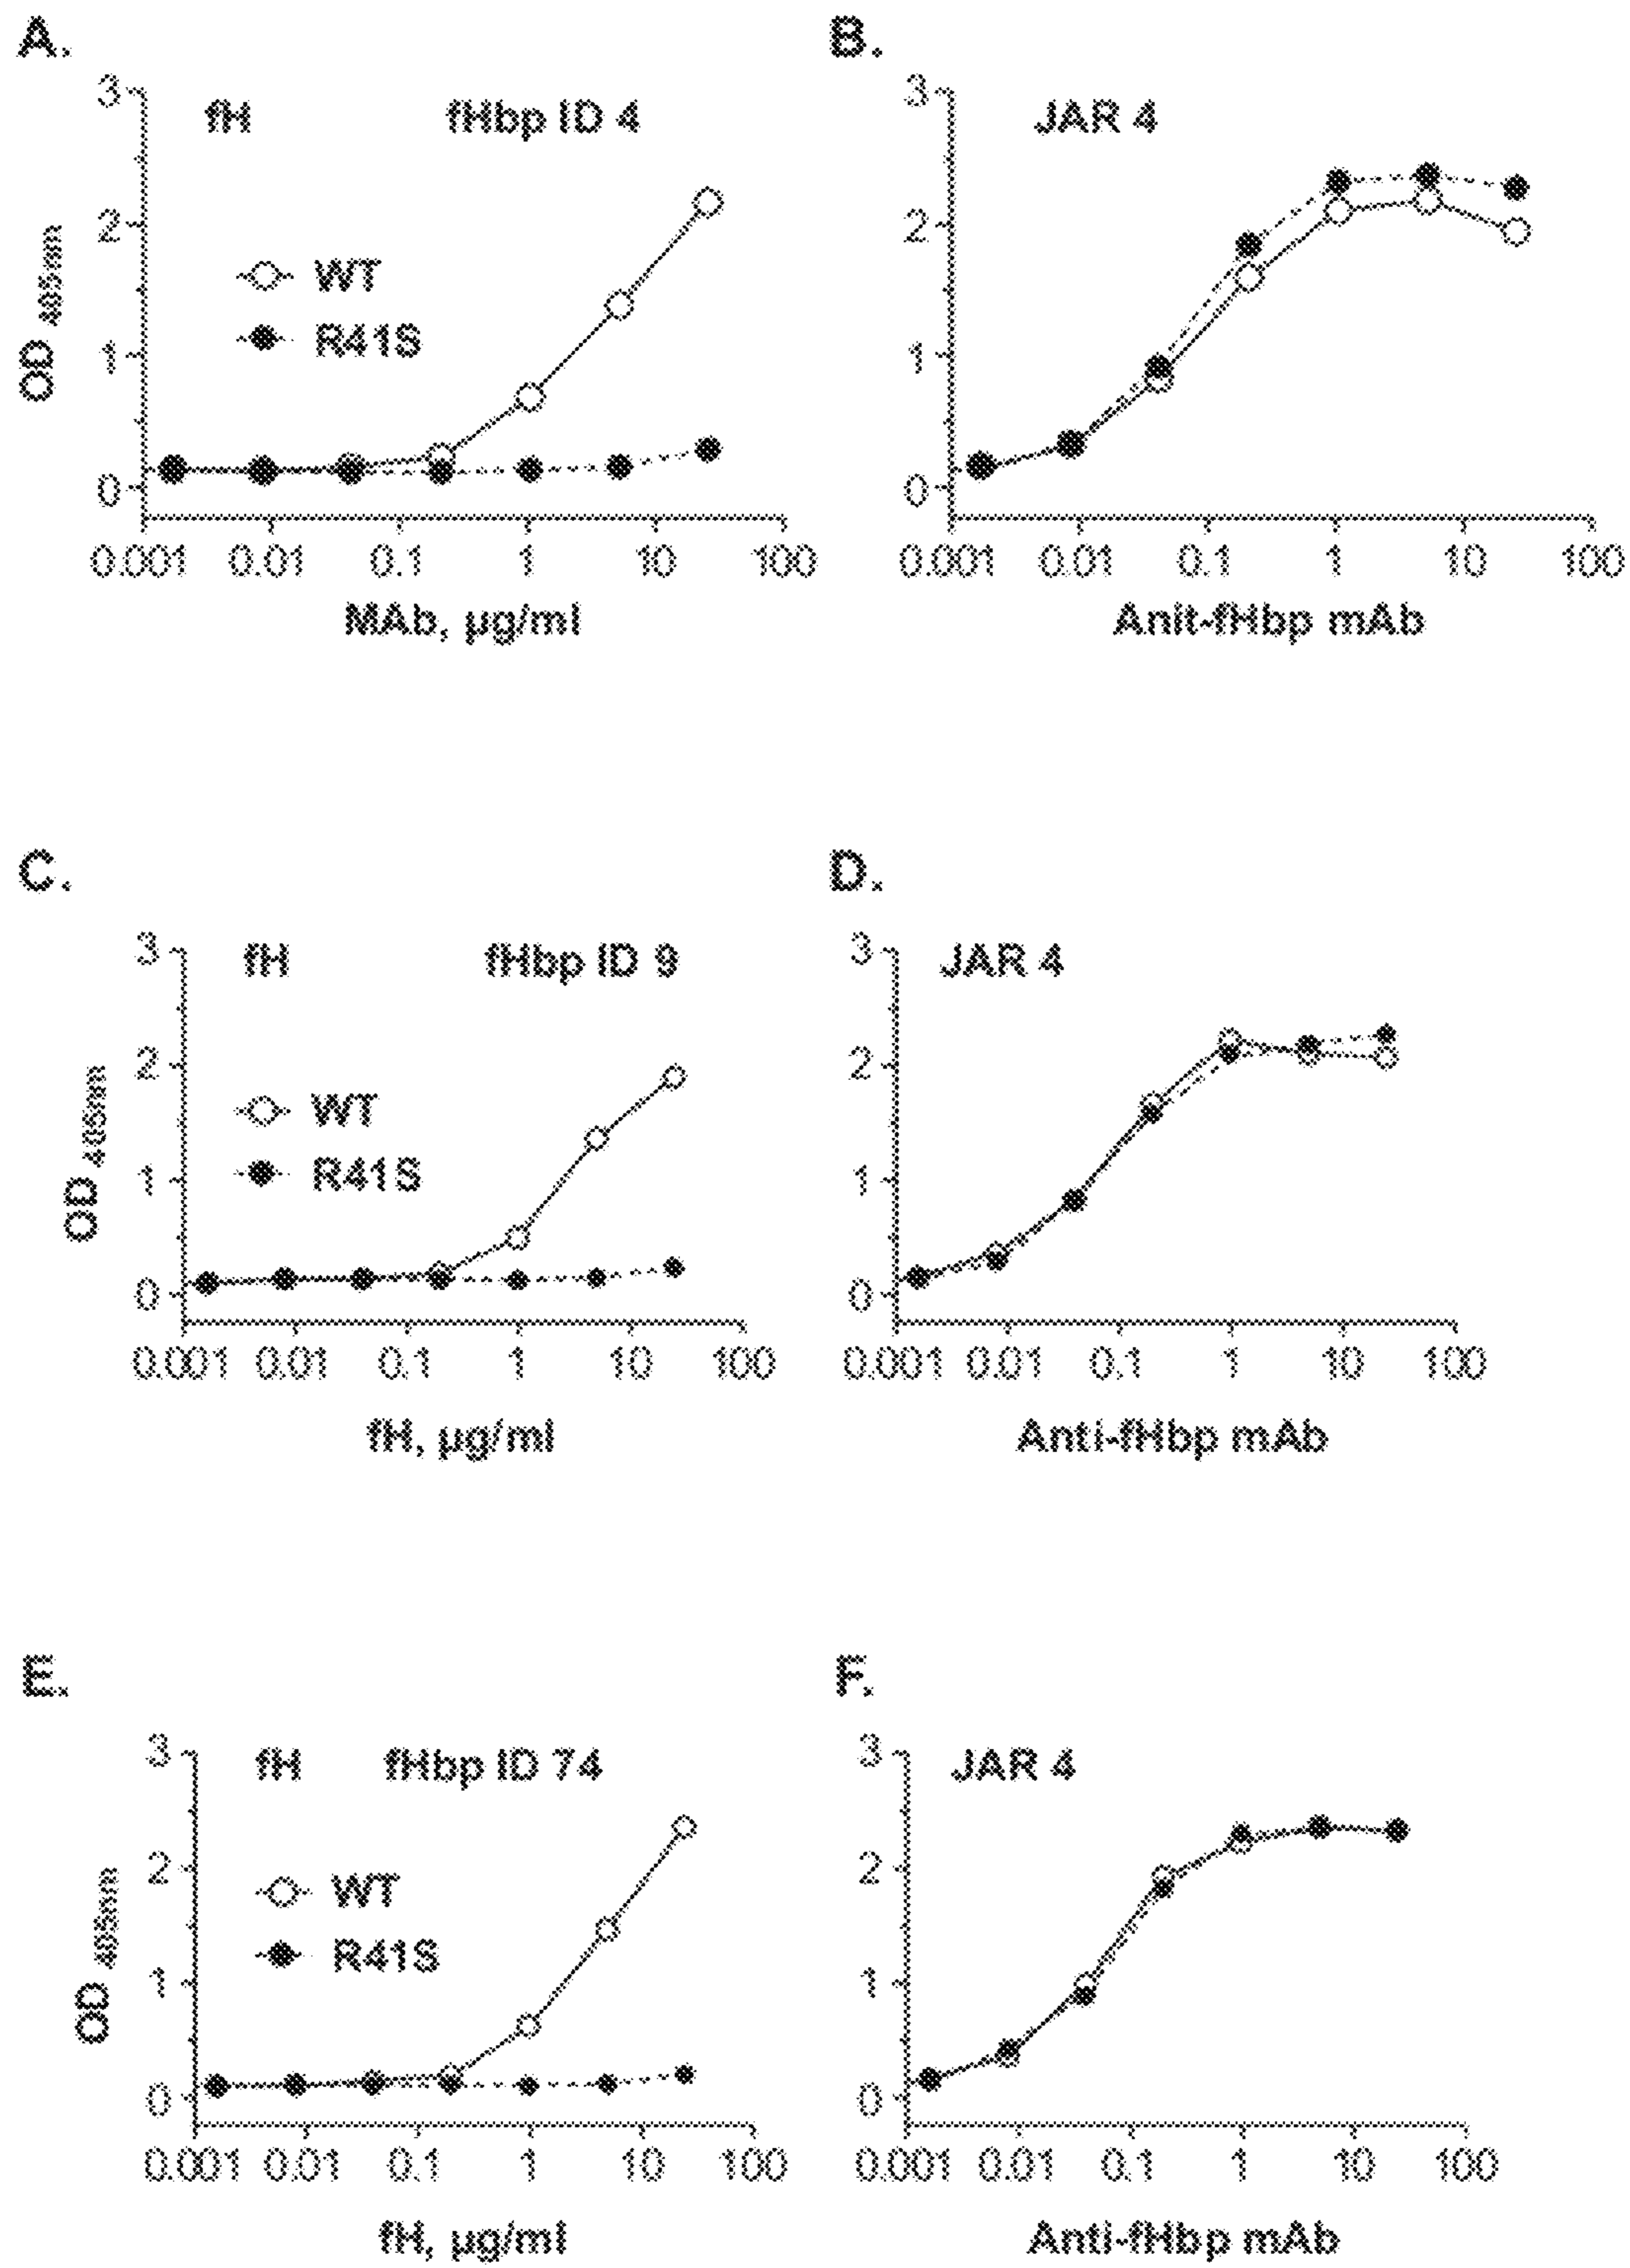 A.
B.
3
fH
fHbp ID 4
3
JAR 4
2
2
WT
R41S
1
1
0
0
OD 405nm
0.001 0.01 0.1 1 10 100
0.001 0.01 0.1 1 10 100
MAb, µg/ml
Anit-fHbp mAb
C.
D.
3
fH
fHbp ID 9
3
JAR 4
2
2
WT
R41S
1
1
0
0
OD 405nm
0.001 0.01 0.1 1 10 100
0.001 0.01 0.1 1 10 100
fH, µg/ml
Anti-fHbp mAb
E.
F.
3
fH
fHbp ID 74
3
JAR 4
2
2
WT
R41S
1
1
0
0
OD 405nm
0.001 0.01 0.1 1 10 100
0.001 0.01 0.1 1 10 100
fH, µg/ml
Anti-fHbp mAb